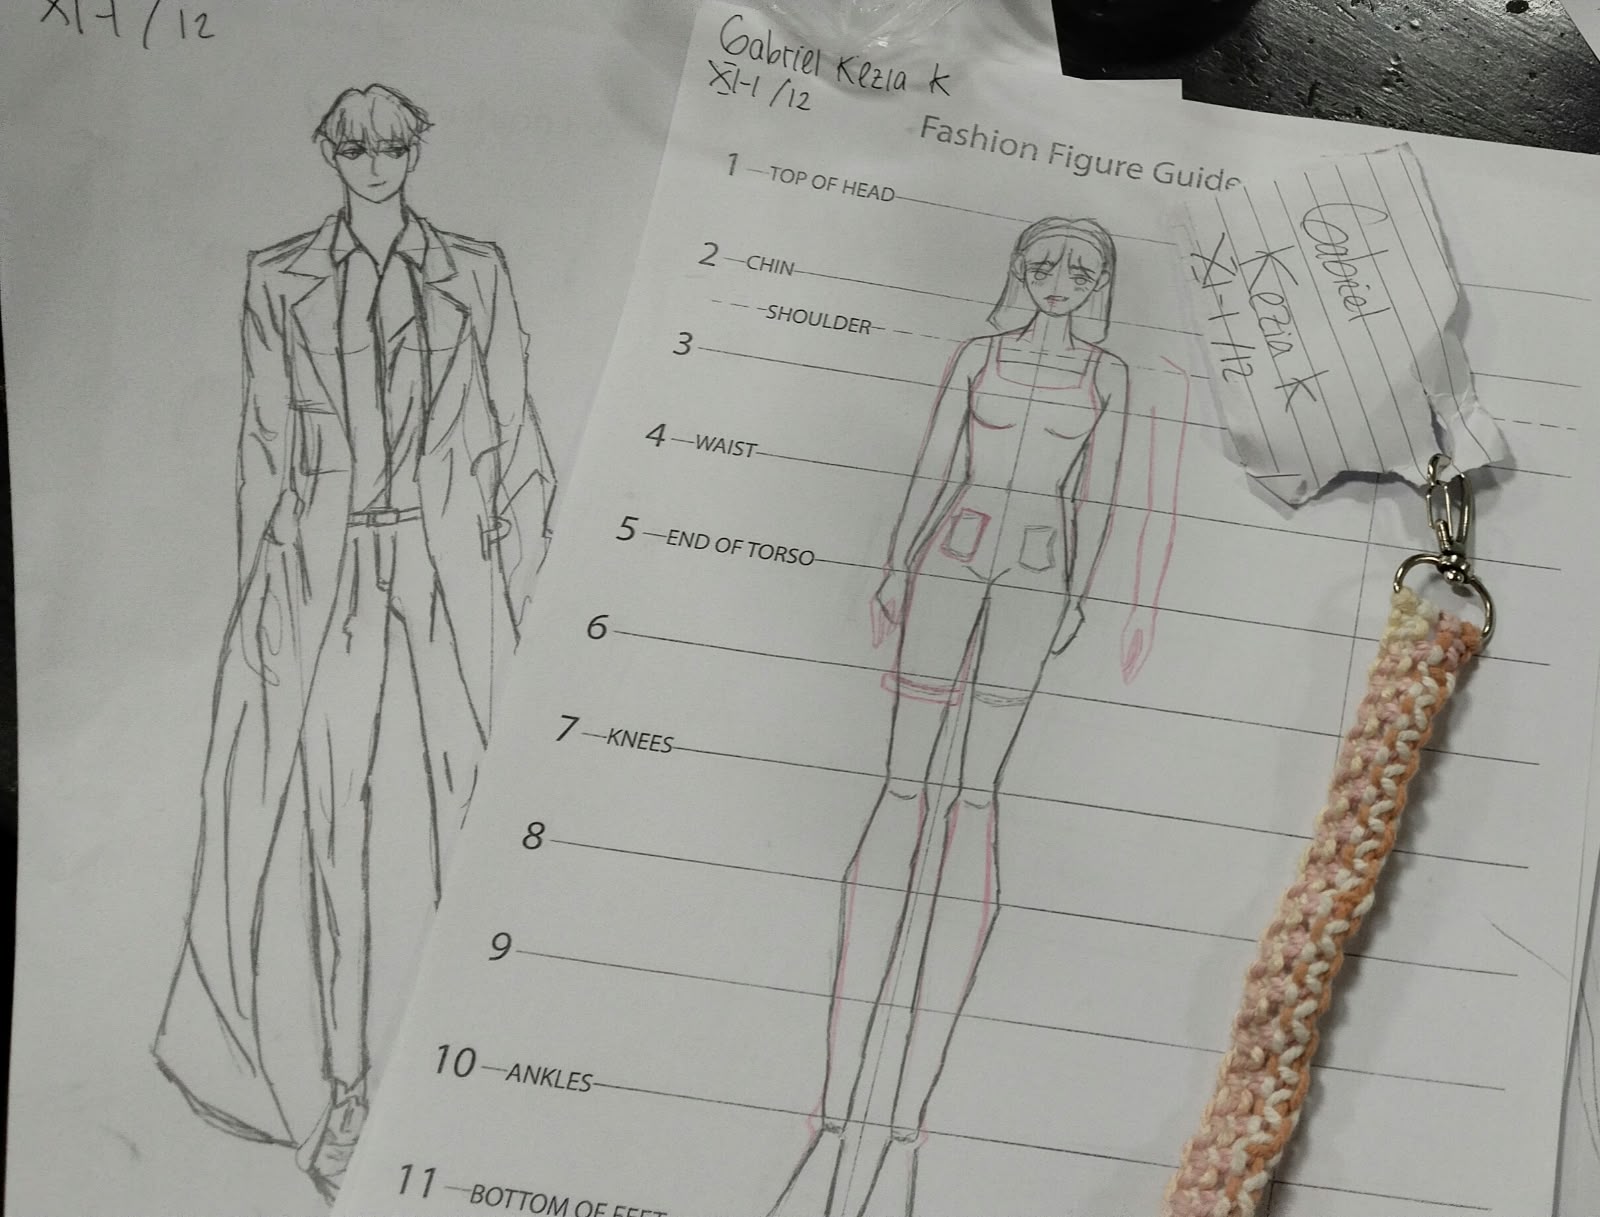 XI-1 / 12
Gabriel Kezia K
XI-1 / 12
Fashion Figure Guide
1 TOP OF HEAD
2 CHIN
SHOULDER
3
4 WAIST
5 END OF TORSO
6
7 KNEES
8
9
10 ANKLES
11 BOTTOM OF FEET
Gabriel
Kezia K
XI-1 / 12